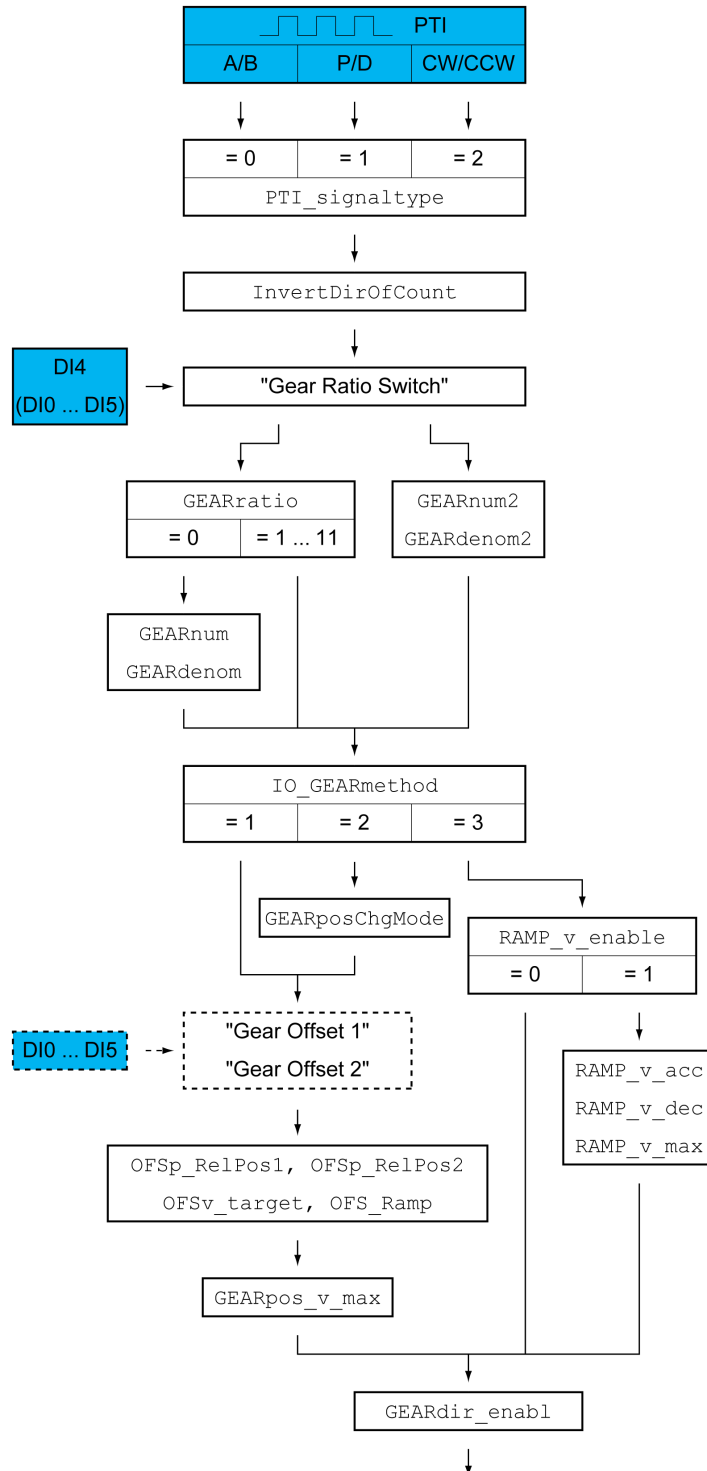 PTI
A/B P/D CW/CCW
= 0 = 1 = 2
PTI_signaltype
InvertDirOfCount
DI4
(DI0 ... DI5)
"Gear Ratio Switch"
GEARratio
= 0 = 1 ... 11
GEARnum2
GEARdenom2
GEARnum
GEARdenom
IO_GEARmethod
= 1 = 2 = 3
GEARposChgMode
RAMP_v_enable
= 0 = 1
DI0 ... DI5
"Gear Offset 1"
"Gear Offset 2"
RAMP_v_acc
RAMP_v_dec
RAMP_v_max
OFSp_RelPos1, OFSp_RelPos2
OFSv_target, OFS_Ramp
GEARpos_v_max
GEARdir_enabl